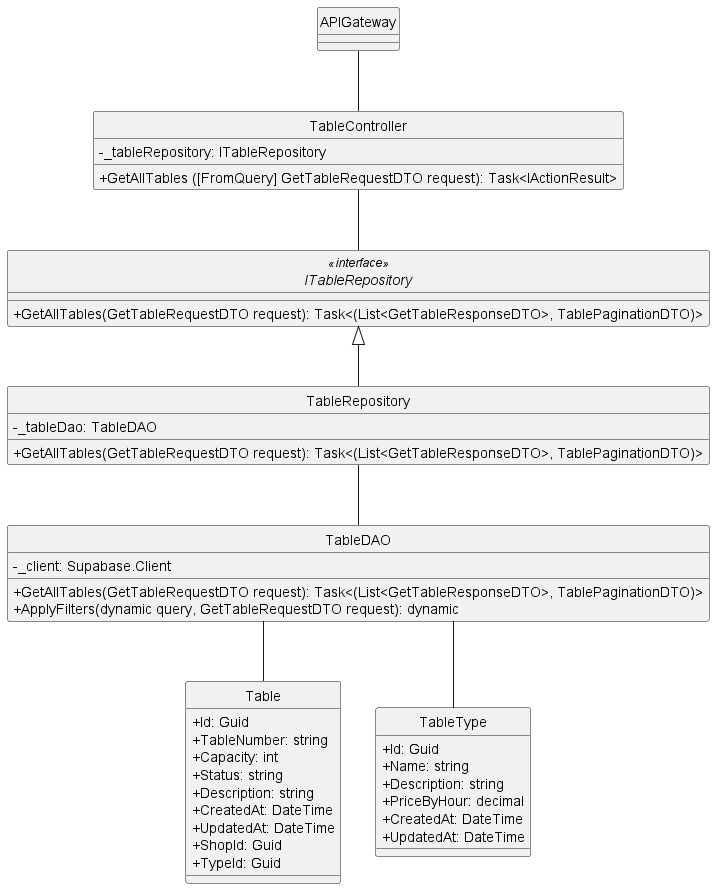 APIGateway
TableController
-_tableRepository: ITableRepository
+GetAllTables ([FromQuery] GetTableRequestDTO request): Task<IActionResult>
«interface»
ITableRepository
+GetAllTables(GetTableRequestDTO request): Task<(List<GetTableResponseDTO>, TablePaginationDTO)>
TableRepository
-_tableDao: TableDAO
+GetAllTables(GetTableRequestDTO request): Task<(List<GetTableResponseDTO>, TablePaginationDTO)>
TableDAO
-_client: Supabase.Client
+GetAllTables(GetTableRequestDTO request): Task<(List<GetTableResponseDTO>, TablePaginationDTO)>
+ApplyFilters(dynamic query, GetTableRequestDTO request): dynamic
Table
+Id: Guid
+TableNumber: string
+Capacity: int
+Status: string
+Description: string
+CreatedAt: DateTime
+UpdatedAt: DateTime
+ShopId: Guid
+TypeId: Guid
TableType
+Id: Guid
+Name: string
+Description: string
+PriceByHour: decimal
+CreatedAt: DateTime
+UpdatedAt: DateTime